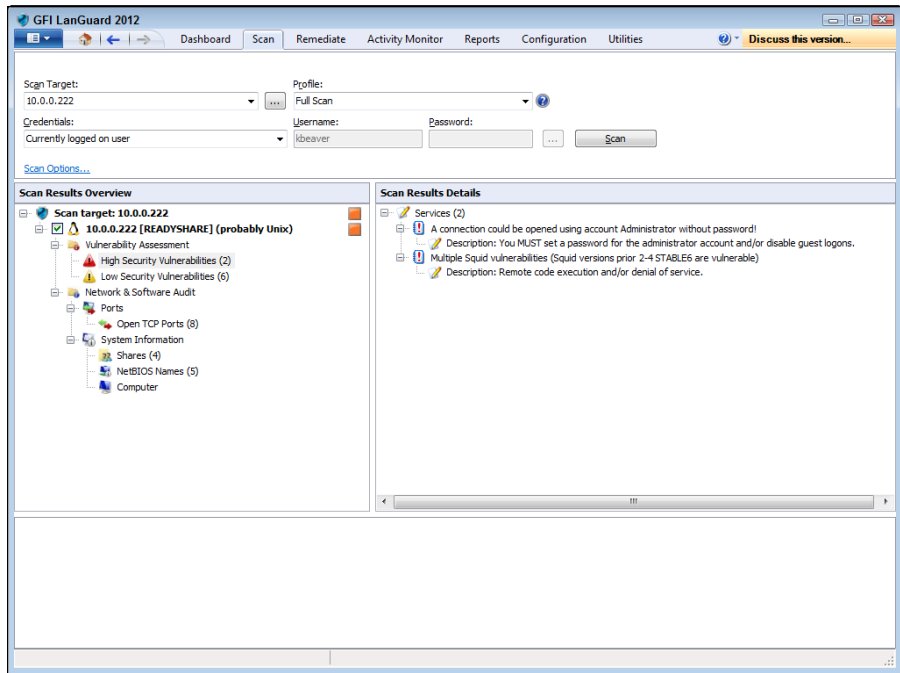 GFI LanGuard 2012
Dashboard Scan Remediate Activity Monitor Reports Configuration Utilities Discuss this version...
Scan Target: Profile:
10.0.0.222 ... Full Scan
Credentials: Username: Password:
Currently logged on user kbeaver ... Scan
Scan Options...
Scan Results Overview
Scan target: 10.0.0.222
10.0.0.222 [READYSHARE] (probably Unix)
Vulnerability Assessment
High Security Vulnerabilities (2)
Low Security Vulnerabilities (6)
Network & Software Audit
Ports
Open TCP Ports (8)
System Information
Shares (4)
NetBIOS Names (5)
Computer
Scan Results Details
Services (2)
A connection could be opened using account Administrator without password!
Description: You MUST set a password for the administrator account and/or disable guest logons.
Multiple Squid vulnerabilities (Squid versions prior 2-4 STABLE6 are vulnerable)
Description: Remote code execution and/or denial of service.